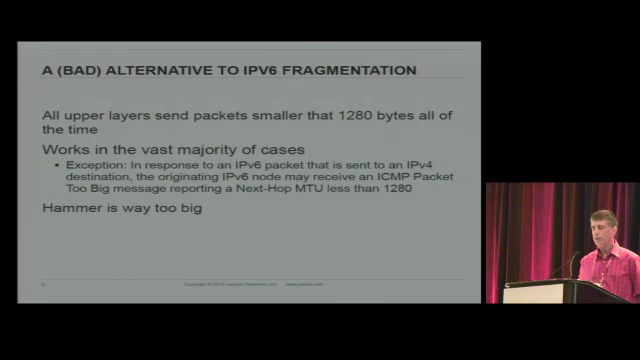 A (BAD) ALTERNATIVE TO IPV6 FRAGMENTATION
All upper layers send packets smaller that 1280 bytes all of
the time
Works in the vast majority of cases
Exception: In response to an IPv6 packet that is sent to an IPv4
destination, the originating IPv6 node may receive an ICMP Packet
Too Big message reporting a Next-Hop MTU less than 1280
Hammer is way too big
Juniper Networks, Inc.